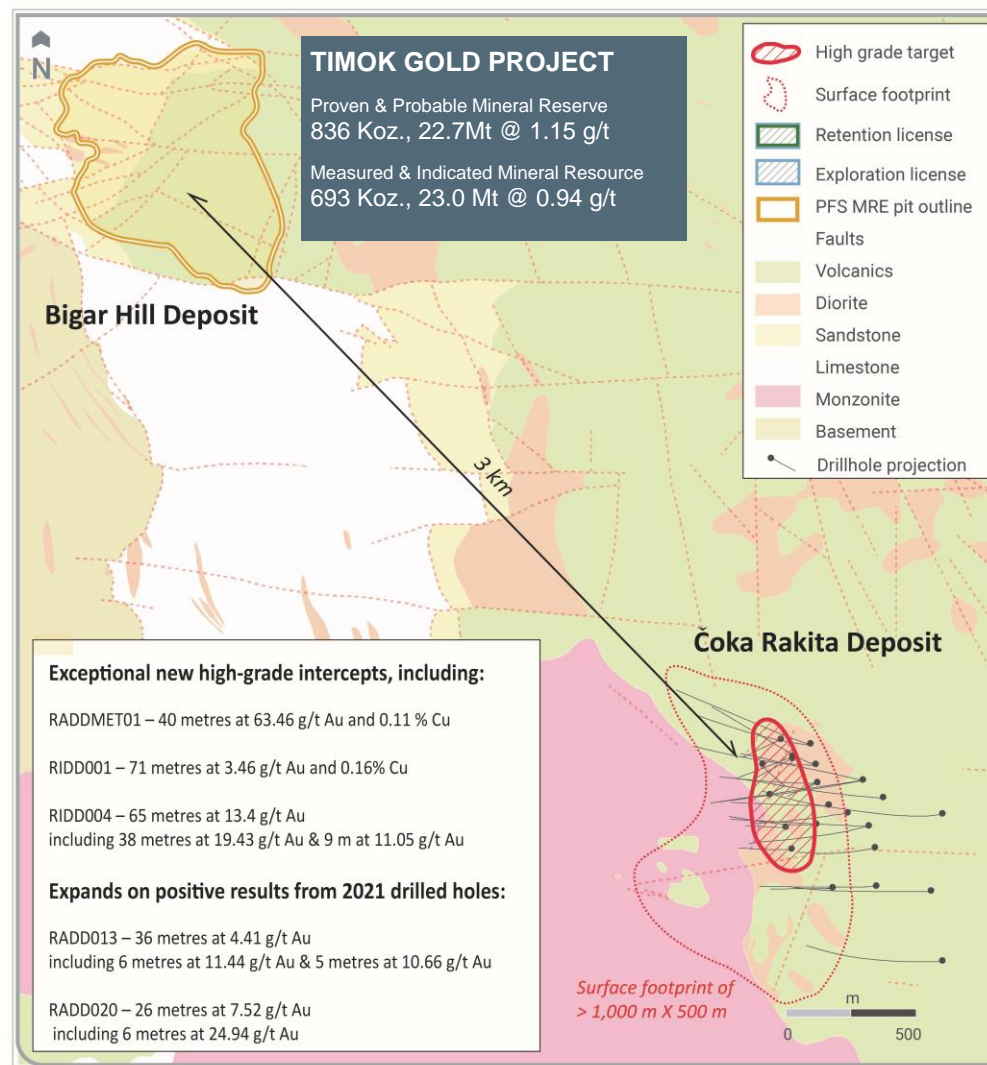 N
TIMOK GOLD PROJECT
Proven & Probable Mineral Reserve
836 Koz., 22.7Mt @ 1.15 g/t
Measured & Indicated Mineral Resource
693 Koz., 23.0 Mt @ 0.94 g/t
High grade target
Surface footprint
Retention license
Exploration license
PFS MRE pit outline
Faults
Volcanics
Diorite
Sandstone
Limestone
Monzonite
Basement
Drillhole projection
Bigar Hill Deposit
3 km
Čoka Rakita Deposit
Exceptional new high-grade intercepts, including:
RADDMET01 – 40 metres at 63.46 g/t Au and 0.11 % Cu
RIDD001 – 71 metres at 3.46 g/t Au and 0.16% Cu
RIDD004 – 65 metres at 13.4 g/t Au
including 38 metres at 19.43 g/t Au & 9 m at 11.05 g/t Au
Expands on positive results from 2021 drilled holes:
RADD013 – 36 metres at 4.41 g/t Au
including 6 metres at 11.44 g/t Au & 5 metres at 10.66 g/t Au
RADD020 – 26 metres at 7.52 g/t Au
including 6 metres at 24.94 g/t Au
Surface footprint of
> 1,000 m X 500 m
m
0 500